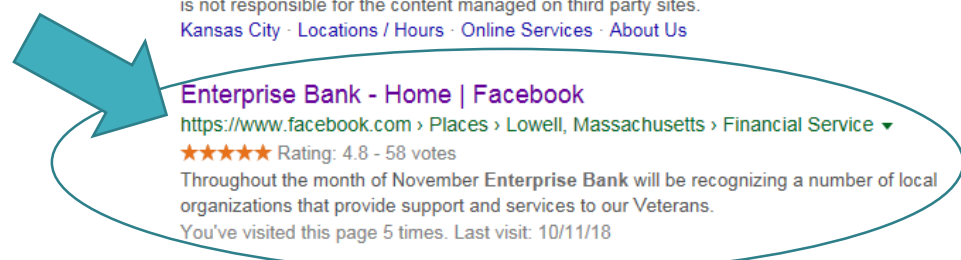 is not responsible for the content managed on third party sites.
Kansas City · Locations / Hours · Online Services · About Us
Enterprise Bank - Home | Facebook
https://www.facebook.com › Places › Lowell, Massachusetts › Financial Service ▾
★★★★★ Rating: 4.8 - 58 votes
Throughout the month of November Enterprise Bank will be recognizing a number of local
organizations that provide support and services to our Veterans.
You've visited this page 5 times. Last visit: 10/11/18